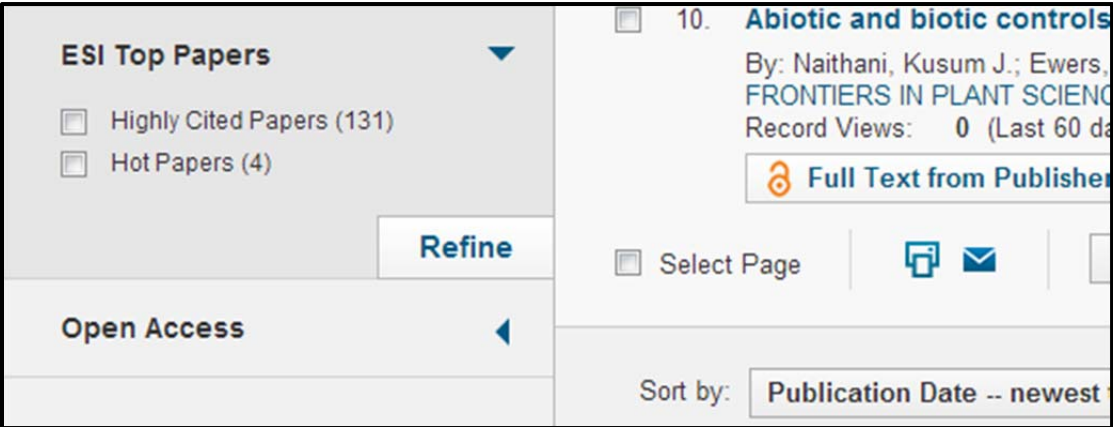 ESI Top Papers
Highly Cited Papers (131)
Hot Papers (4)
Refine
Open Access
10. Abiotic and biotic controls
By: Naithani, Kusum J.; Ewers,
FRONTIERS IN PLANT SCIENC
Record Views: 0 (Last 60 da
Full Text from Publisher
Select Page
Sort by: Publication Date -- newest